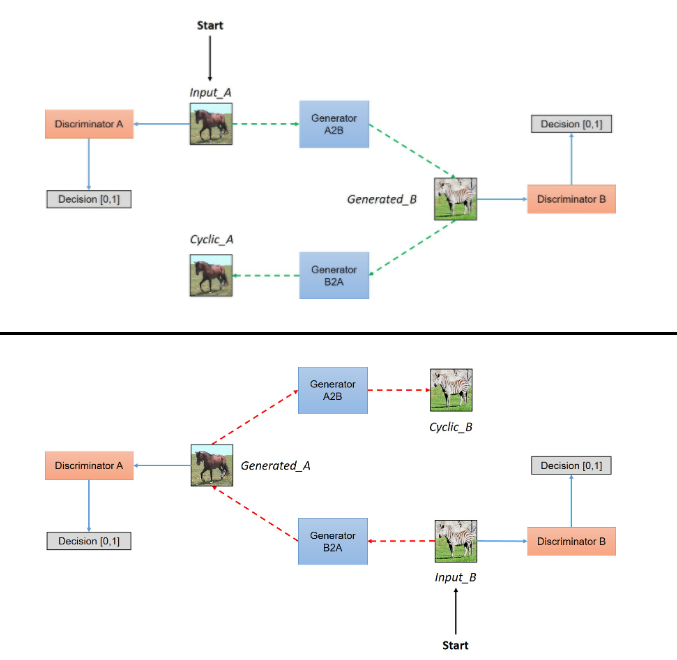 Start
Input_A
Discriminator A
Generator
A2B
Decision [0,1]
Decision [0,1]
Generated_B
Discriminator B
Cyclic_A
Generator
B2A
Generator
A2B
Cyclic_B
Discriminator A
Generated_A
Decision [0,1]
Decision [0,1]
Generator
B2A
Discriminator B
Input_B
Start